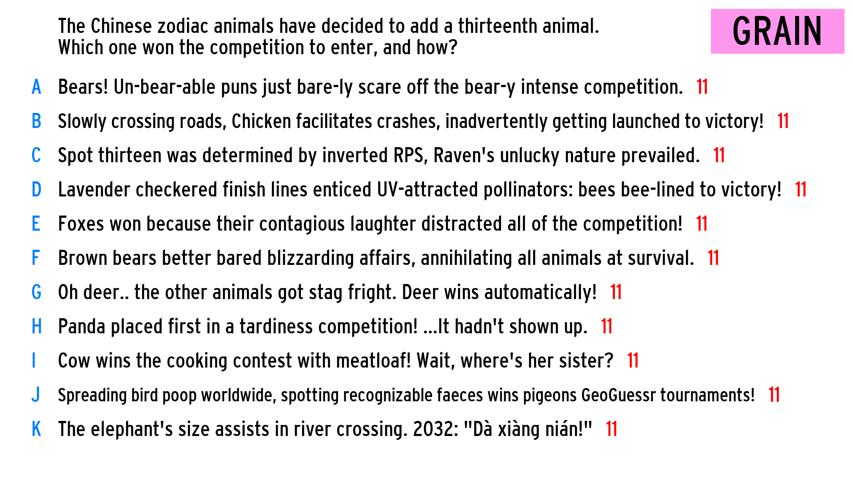 The Chinese zodiac animals have decided to add a thirteenth animal.
Which one won the competition to enter, and how?
GRAIN
A Bears! Un-bear-able puns just bare-ly scare off the bear-y intense competition. 11
B Slowly crossing roads, Chicken facilitates crashes, inadvertently getting launched to victory! 11
C Spot thirteen was determined by inverted RPS, Raven's unlucky nature prevailed. 11
D Lavender checkered finish lines enticed UV-attracted pollinators: bees bee-lined to victory! 11
E Foxes won because their contagious laughter distracted all of the competition! 11
F Brown bears better bared blizzarding affairs, annihilating all animals at survival. 11
G Oh deer.. the other animals got stag fright. Deer wins automatically! 11
H Panda placed first in a tardiness competition! ...It hadn't shown up. 11
I Cow wins the cooking contest with meatloaf! Wait, where's her sister? 11
J Spreading bird poop worldwide, spotting recognizable faeces wins pigeons GeoGuessr tournaments! 11
K The elephant's size assists in river crossing. 2032: "Dà xiàng nián!" 11